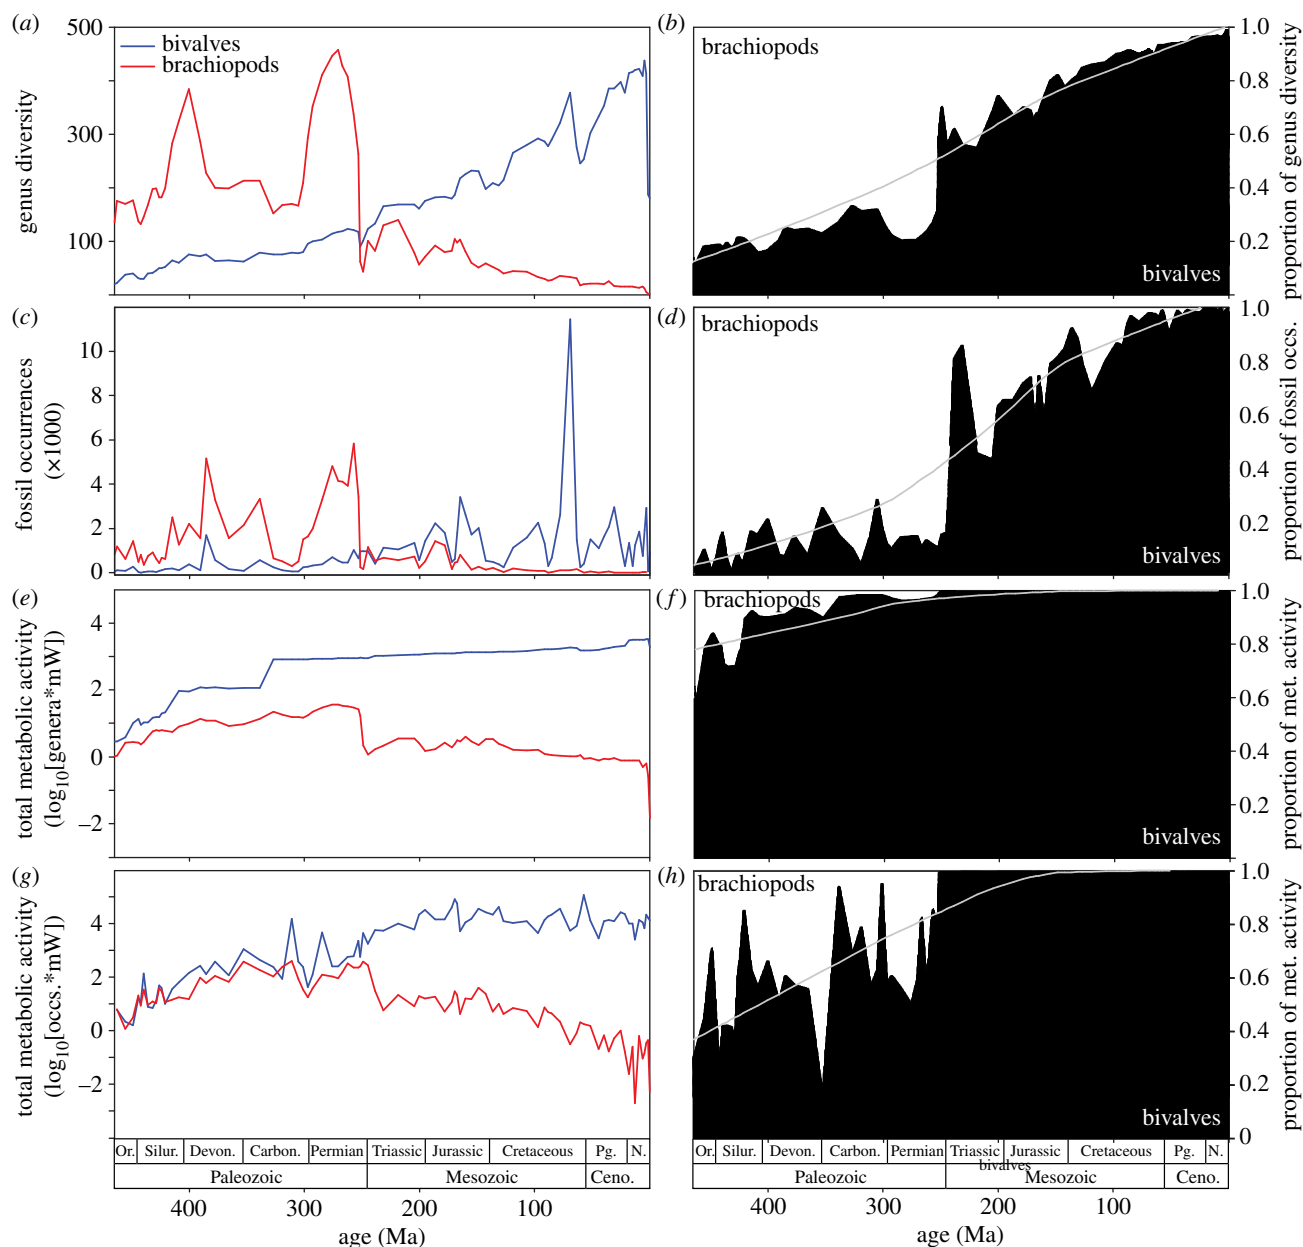 (a)
500
300
100
genus diversity
bivalves
brachiopods
(b)
brachiopods
bivalves
1.0
0.8
0.6
0.4
0.2
proportion of genus diversity
(c)
10
8
6
4
2
0
fossil occurrences
(×1000)
400
300
200
100
(d)
brachiopods
bivalves
1.0
0.8
0.6
0.4
0.2
proportion of fossil occs.
(e)
4
2
0
–2
total metabolic activity
(log10[genera*mW])
(f)
brachiopods
bivalves
1.0
0.8
0.6
0.4
0.2
proportion of met. activity
(g)
4
2
0
–2
total metabolic activity
(log10[occs.*mW])
(h)
brachiopods
bivalves
1.0
0.8
0.6
0.4
0.2
0
proportion of met. activity
Or. Silur. Devon. Carbon. Permian Triassic Jurassic Cretaceous Pg. N.
Paleozoic Mesozoic Ceno.
400 300 200 100
age (Ma)
Or. Silur. Devon. Carbon. Permian Triassic Jurassic Cretaceous Pg. N.
bivalves
Paleozoic Mesozoic Ceno.
400 300 200 100
age (Ma)